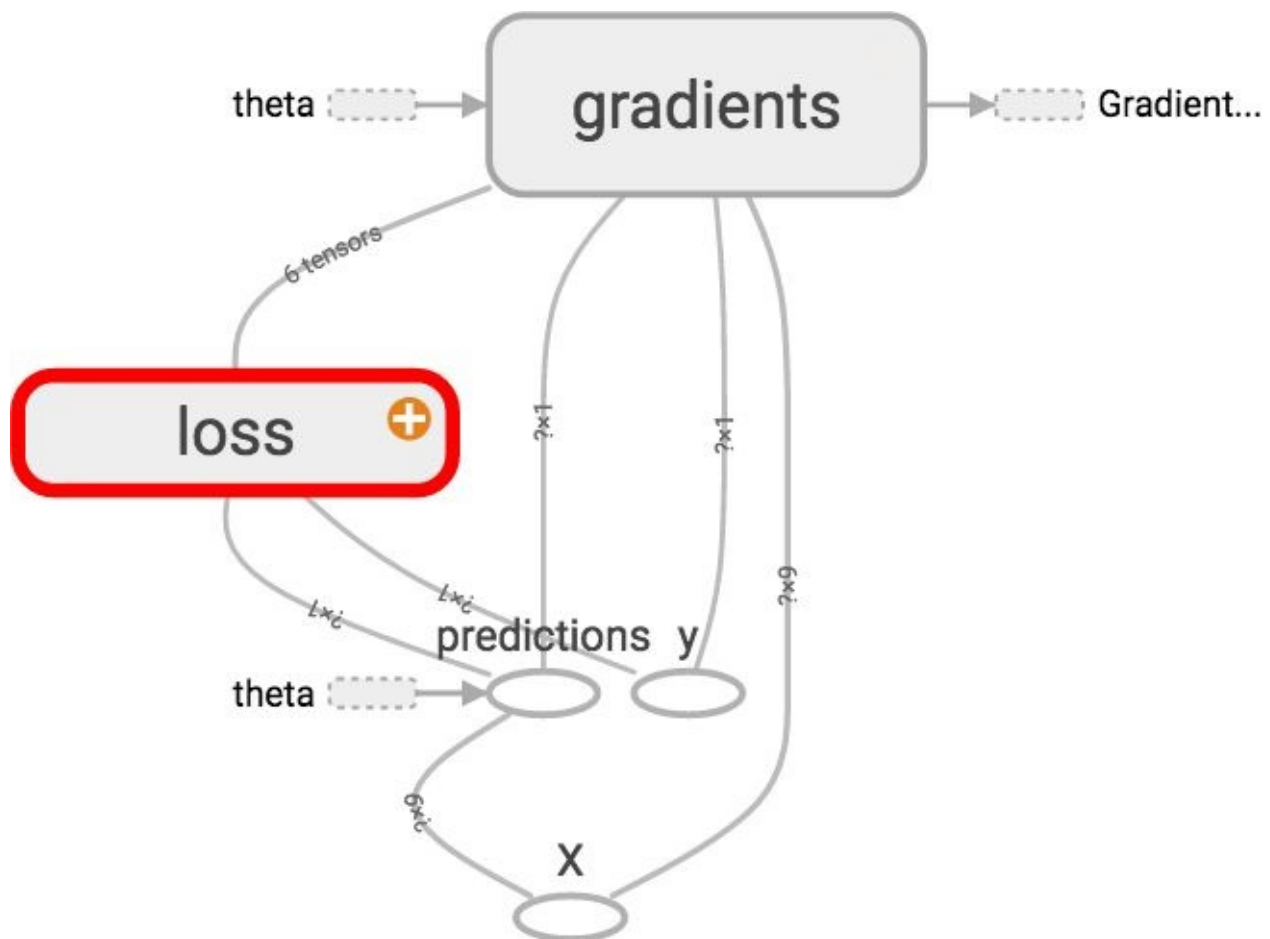 theta
gradients
Gradient...
6 tensors
loss
?×1
?×1
?×1
?×1
?×9
predictions
y
theta
?×9
X